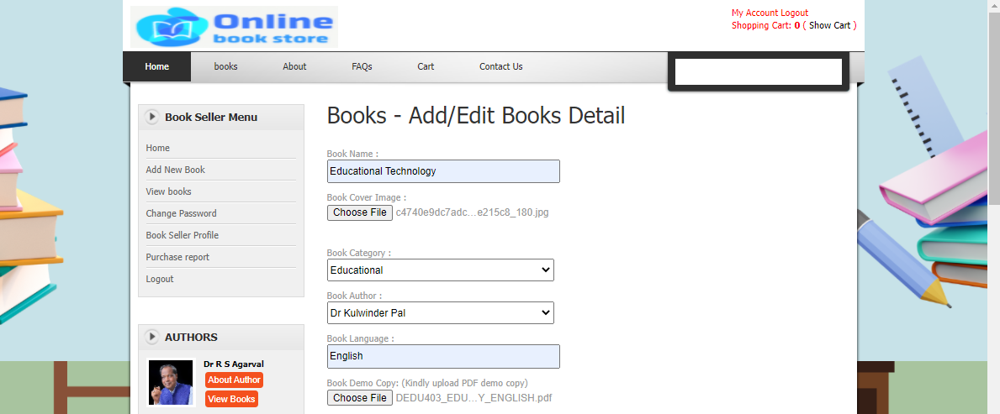 Online
book store
My Account Logout
Shopping Cart: 0 ( Show Cart )
Home books About FAQs Cart Contact Us
Book Seller Menu
Home
Add New Book
View books
Change Password
Book Seller Profile
Purchase report
Logout
AUTHORS
Dr R S Agarval
About Author
View Books
Books - Add/Edit Books Detail
Book Name :
Educational Technology
Book Cover Image :
Choose File c4740e9dc7adc...e215c8_180.jpg
Book Category :
Educational
Book Author :
Dr Kulwinder Pal
Book Language :
English
Book Demo Copy: (Kindly upload PDF demo copy)
Choose File DEDU403_EDU...Y_ENGLISH.pdf